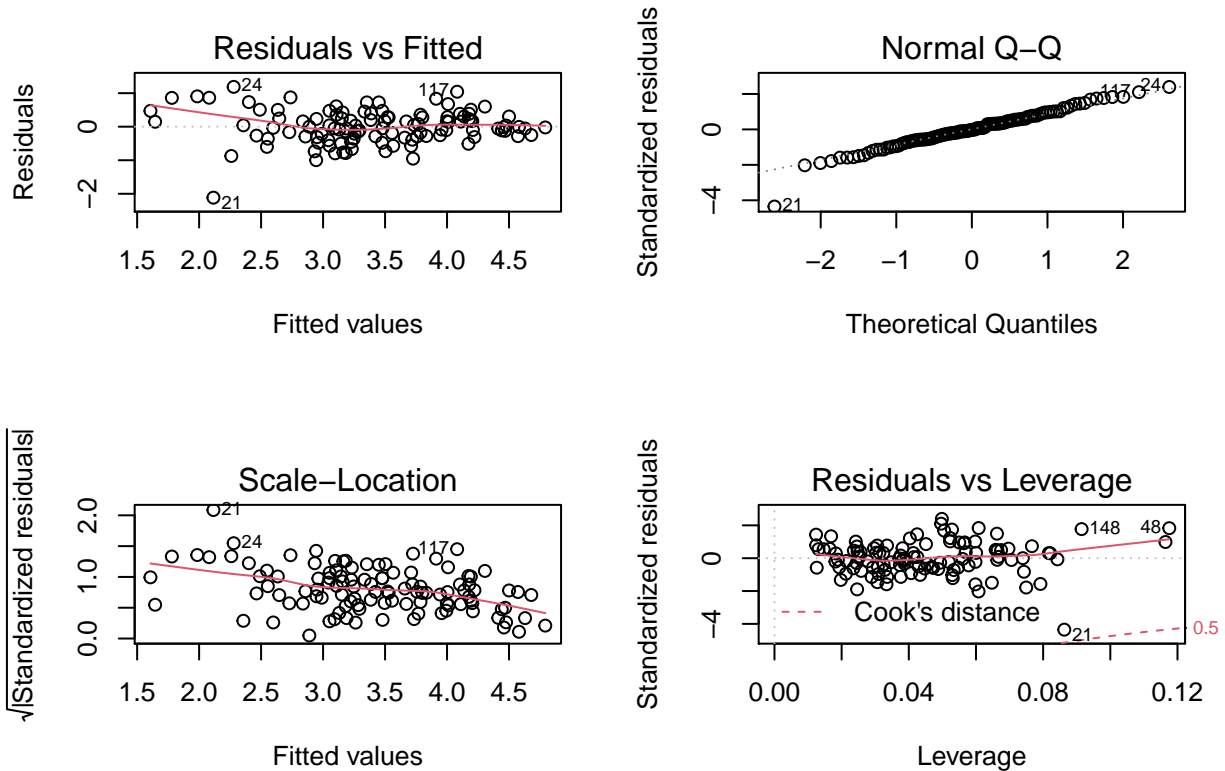 Residuals vs Fitted
Residuals
0
−2
24
117
21
1.5 2.0 2.5 3.0 3.5 4.0 4.5
Fitted values
Normal Q−Q
Standardized residuals
0
−4
117
24
21
−2 −1 0 1 2
Theoretical Quantiles
Scale−Location
√|Standardized residuals|
2.0
1.0
0.0
21
24
117
1.5 2.0 2.5 3.0 3.5 4.0 4.5
Fitted values
Residuals vs Leverage
Standardized residuals
0
−4
148
48
Cook's distance
21
0.5
0.00 0.04 0.08 0.12
Leverage